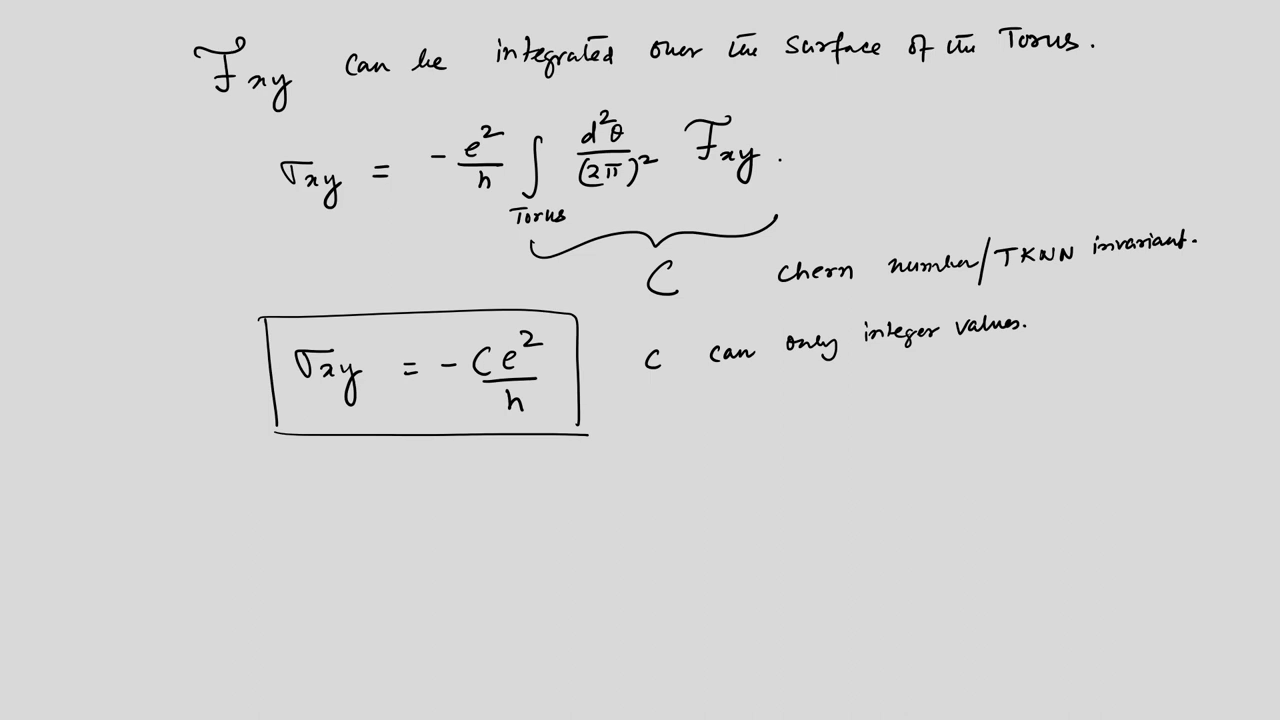 𝓕xy can be integrated over the surface of the Torus.
σxy = - e²/h ∫Torus d²θ/(2π)² 𝓕xy.
C chern number/TKNN invariant.
σxy = - Ce²/h C can only integer values.